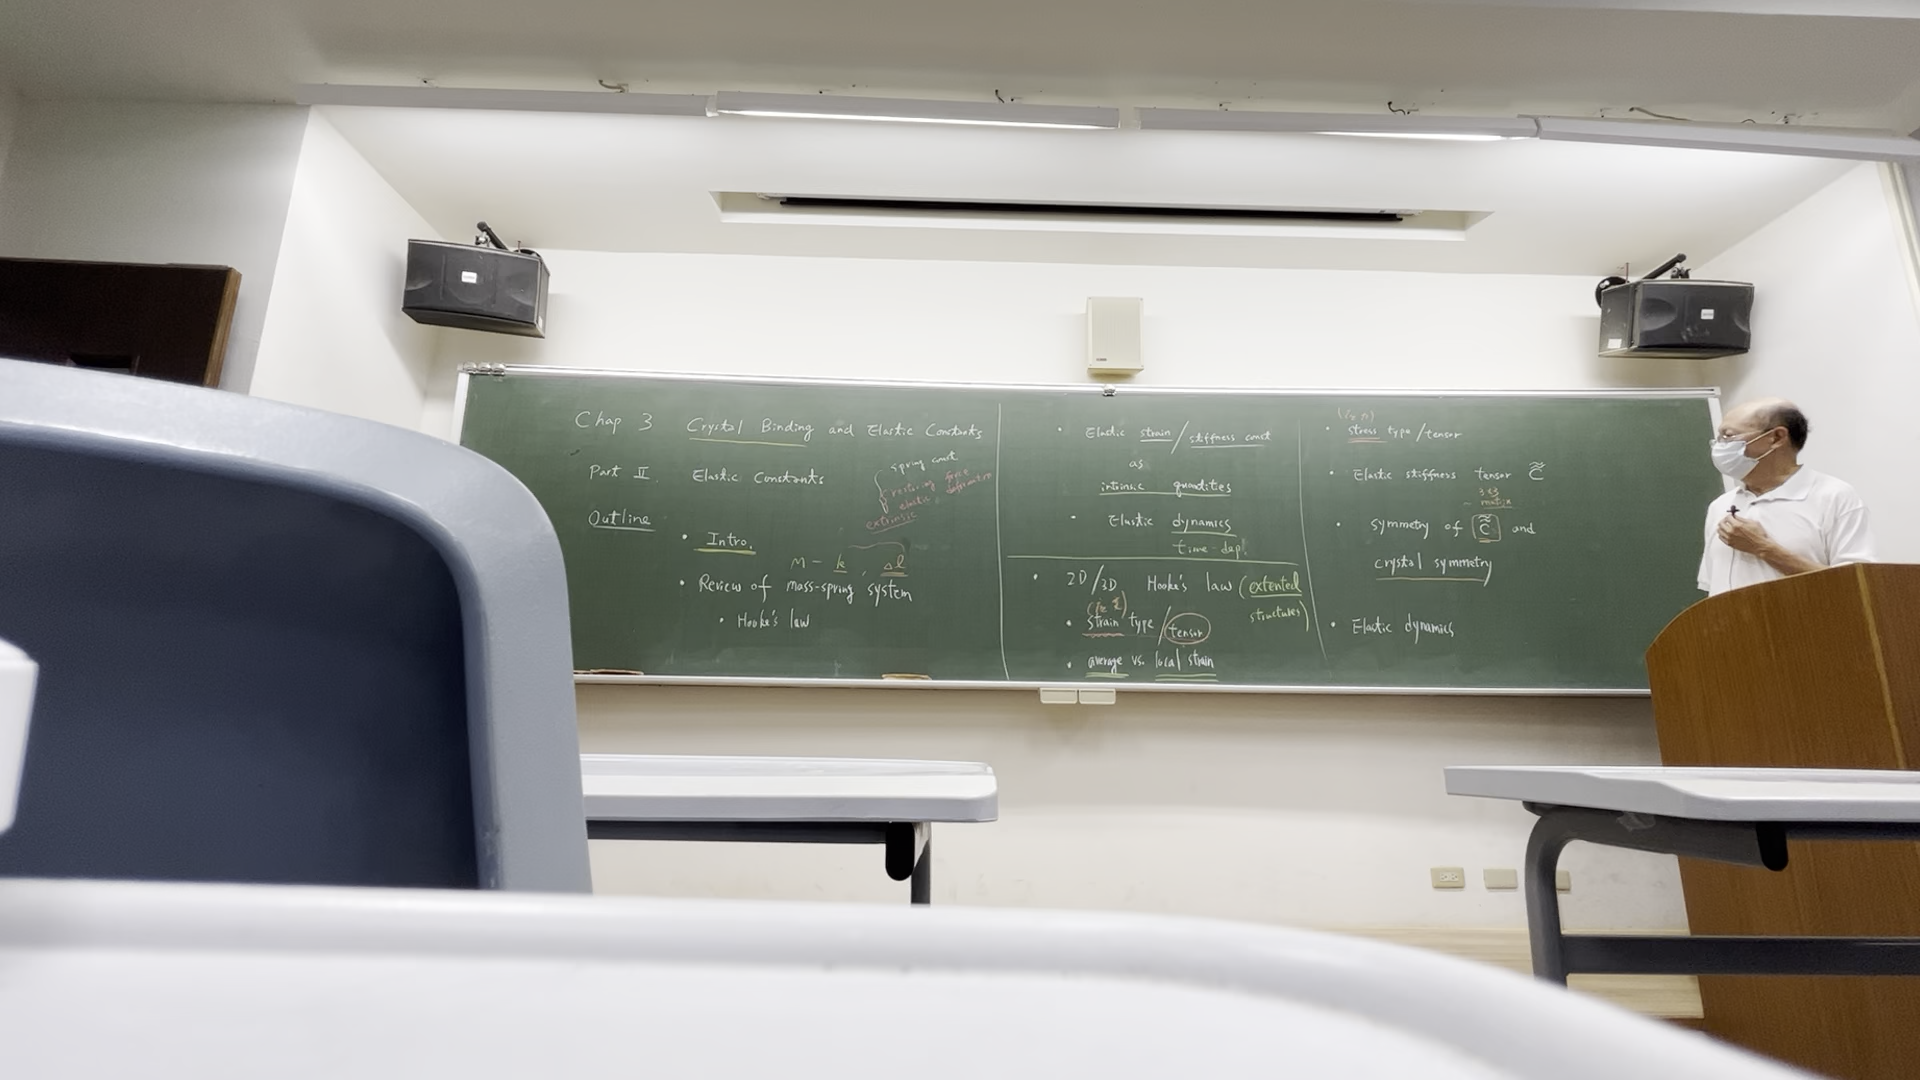 Chap 3 Crystal Binding and Elastic Constants
Part II. Elastic Constants
spring const
restoring force
elastic
extrinsic
Outline
• Intro.
M - k, Δl
• Review of mass-spring system
• Hooke's law
• Elastic strain / stiffness const
as
intrinsic quantities
• Elastic dynamics
time-dep.
• 2D/3D Hooke's law (extented
structures)
• strain type / tensor
• average vs. local strain
• stress type / tensor
• Elastic stiffness tensor C̃̃
matrix
• symmetry of C̃̃ and
crystal symmetry
• Elastic dynamics